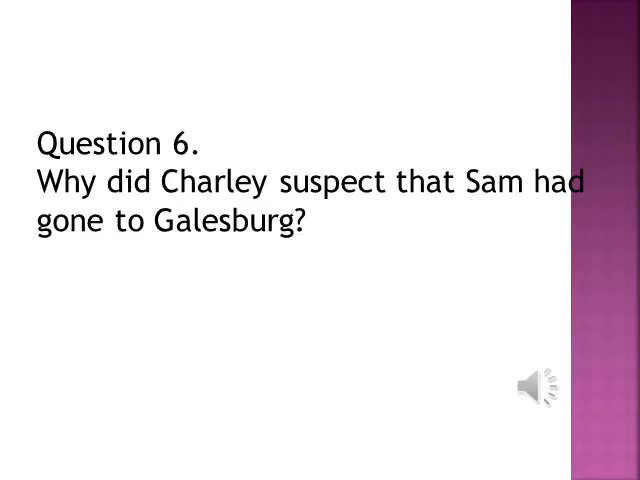 Question 6.
Why did Charley suspect that Sam had
gone to Galesburg?